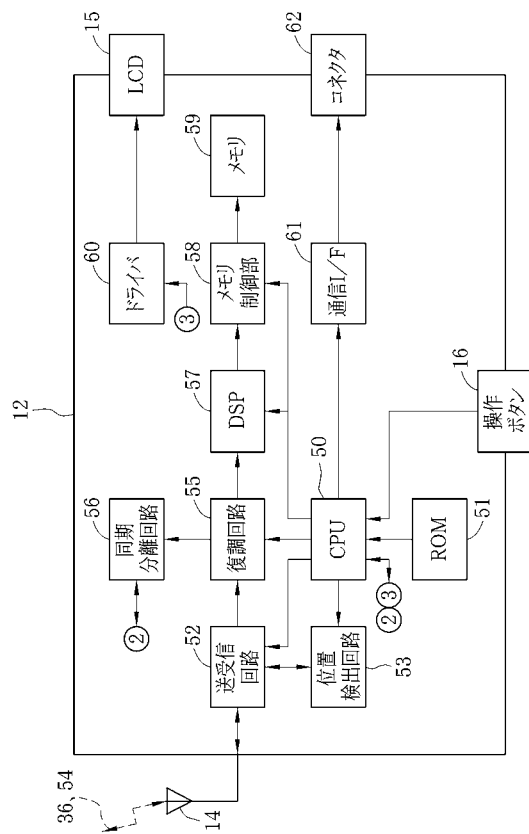 12
36、54
14
52
送受信
回路
53
位置
検出回路
56
同期
分離回路
②
55
復調回路
50
CPU
②③
51
ROM
57
DSP
16
操作
ボタン
60
ドライバ
③
58
メモリ
制御部
59
メモリ
61
通信I/F
15
LCD
62
コネクタ